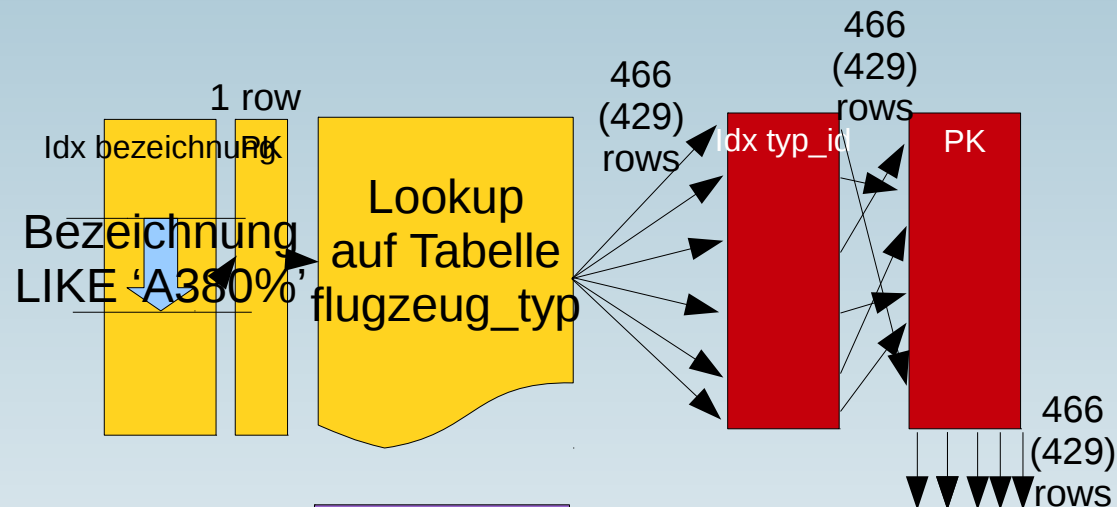 1 row
Idx bezeichnung
PK
Bezeichnung
LIKE ‘A380%’
Lookup
auf Tabelle
flugzeug_typ
466
(429)
rows
Idx typ_id
466
(429)
rows
PK
466
(429)
rows